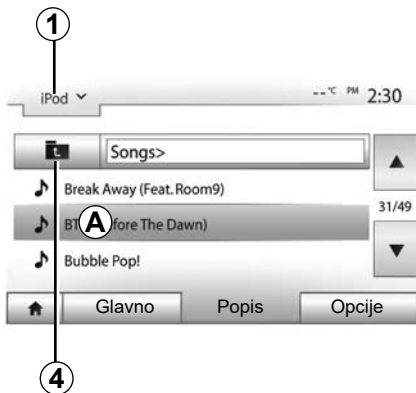 1
iPod
--°C PM 2:30
Songs>
Break Away (Feat. Room9)
31/49
A
fore The Dawn)
Bubble Pop!
Glavno Popis Opcije
4